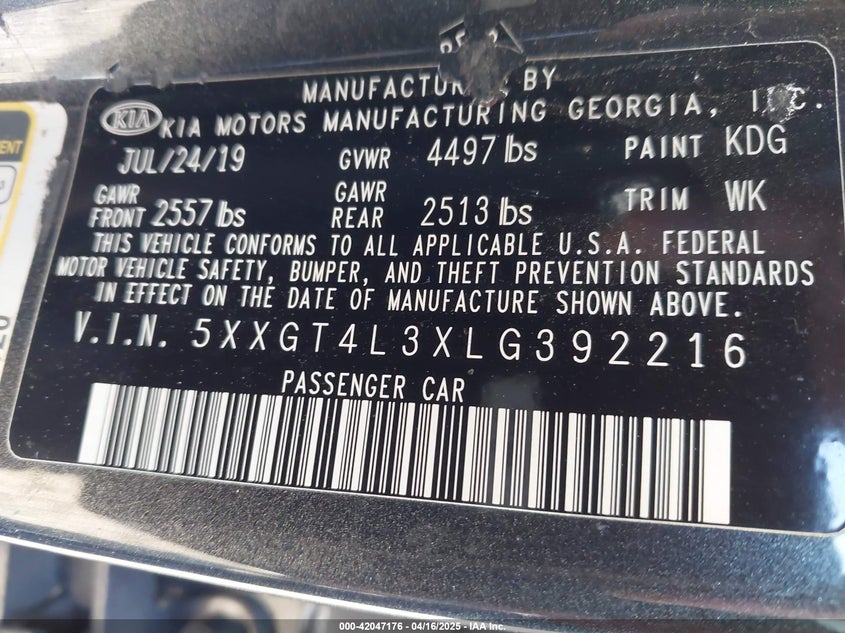 MANUFACTURED BY
KIA KIA MOTORS MANUFACTURING GEORGIA, INC.
JUL/24/19 GVWR 4497 lbs PAINT KDG
GAWR FRONT 2557 lbs GAWR REAR 2513 lbs TRIM WK
THIS VEHICLE CONFORMS TO ALL APPLICABLE U.S.A. FEDERAL
MOTOR VEHICLE SAFETY, BUMPER, AND THEFT PREVENTION STANDARDS
IN EFFECT ON THE DATE OF MANUFACTURE SHOWN ABOVE.
V.I.N. 5XXGT4L3XLG392216
PASSENGER CAR
000-42047176 - 04/16/2025 - IAA Inc.